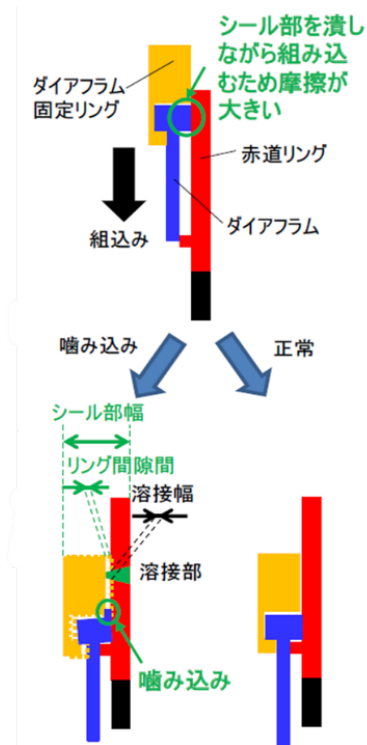 シール部を潰し
ながら組み込
むため摩擦が
大きい
ダイアフラム
固定リング
赤道リング
ダイアフラム
組込み
噛み込み
正常
シール部幅
リング間隙間
溶接幅
溶接部
噛み込み